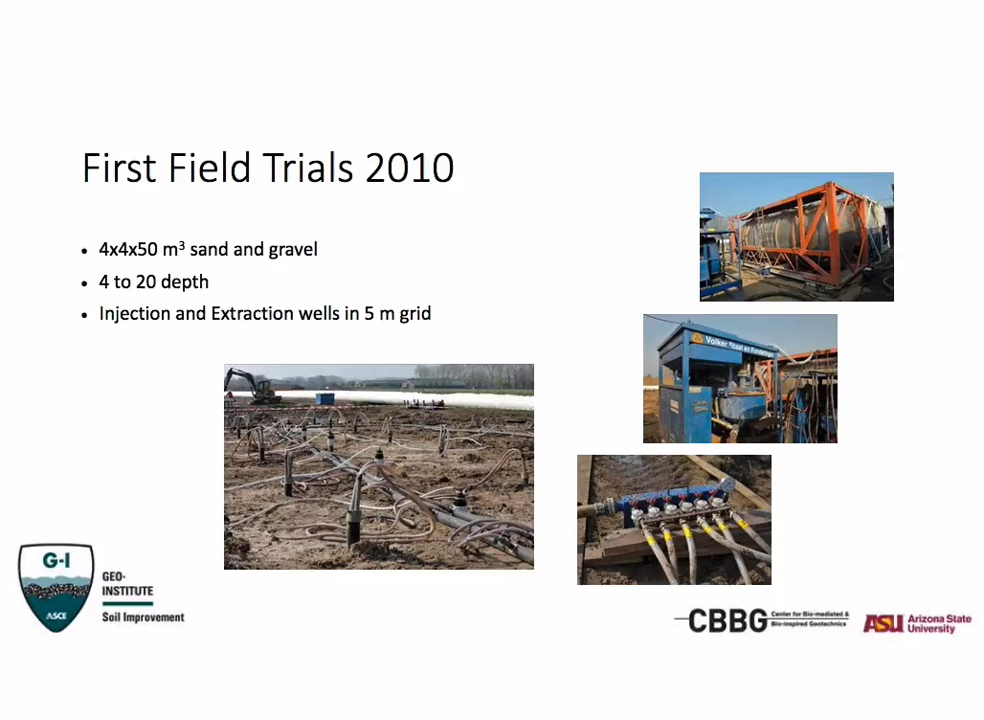 First Field Trials 2010
• 4x4x50 m³ sand and gravel
• 4 to 20 depth
• Injection and Extraction wells in 5 m grid
Volker Staal en Funderingen
G-I
ASCE
GEO-
INSTITUTE
Soil Improvement
CBBG
Center for Bio-mediated &
Bio-inspired Geotechnics
ASU
Arizona State
University